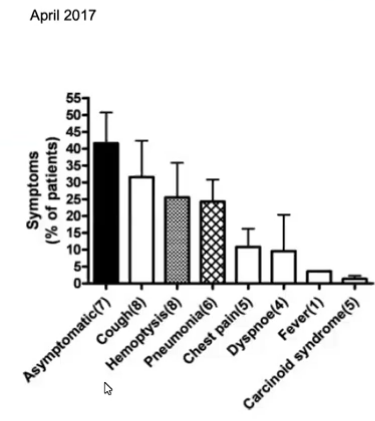 April 2017
Symptoms
(% of patients)
55
50
45
40
35
30
25
20
15
10
5
0
Asymptomatic(7)
Cough(8)
Hemoptysis(8)
Pneumonia(6)
Chest pain(5)
Dyspnoe(4)
Fever(1)
Carcinoid syndrome(5)